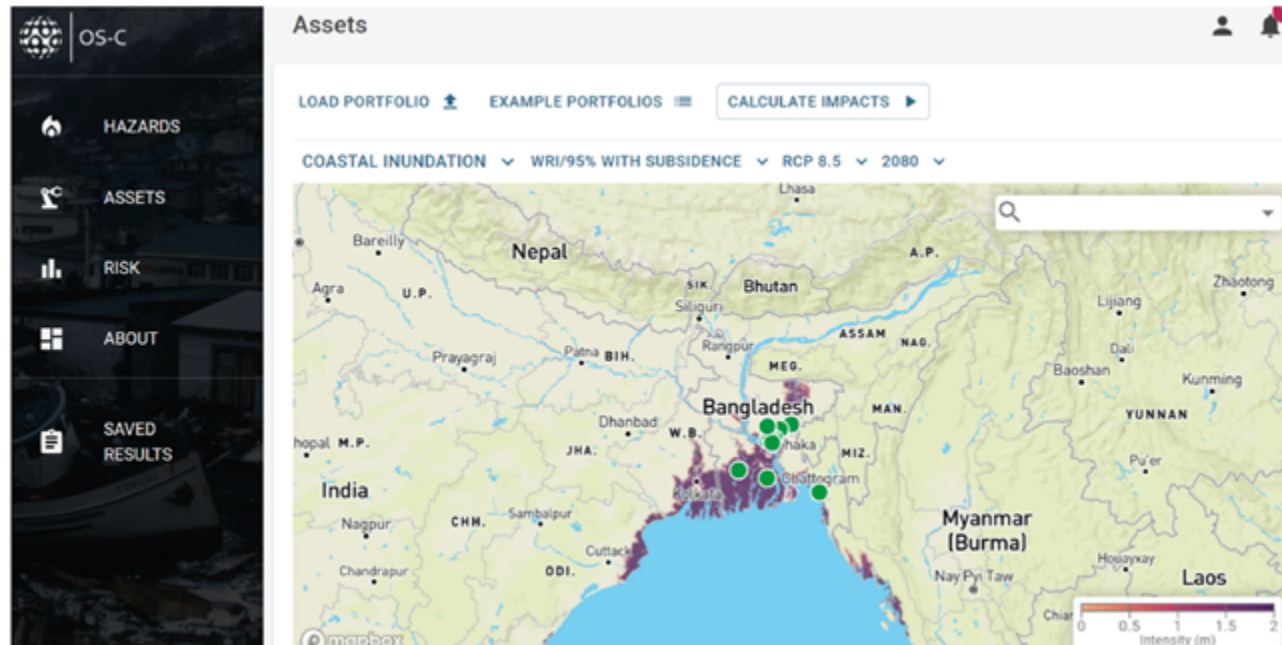 OS-C
Assets
HAZARDS
ASSETS
RISK
ABOUT
SAVED
RESULTS
LOAD PORTFOLIO
EXAMPLE PORTFOLIOS
CALCULATE IMPACTS
COASTAL INUNDATION
WRI/95% WITH SUBSIDENCE
RCP 8.5
2080
Lhasa
Bareilly
Nepal
A.P.
Agra
U.P.
SIK.
Bhutan
Zhaotong
Siliguri
Lijiang
ASSAM
NAG.
Rangpur
Prayagraj
Patna
BIH.
Dali
MEG.
Baoshan
Kunming
Bangladesh
MAN.
YUNNAN
Dhanbad
W.B.
hopal
M.P.
JHA.
haka
MIZ.
Pu'er
India
Kolkata
Chattogram
Nagpur
CHH.
Sambalpur
Myanmar
(Burma)
Cuttack
Houayxay
Chandrapur
ODI.
Nay Pyi Taw
Laos
Chiar
mapbox
0 0.5 1 1.5 2
Intensity (m)